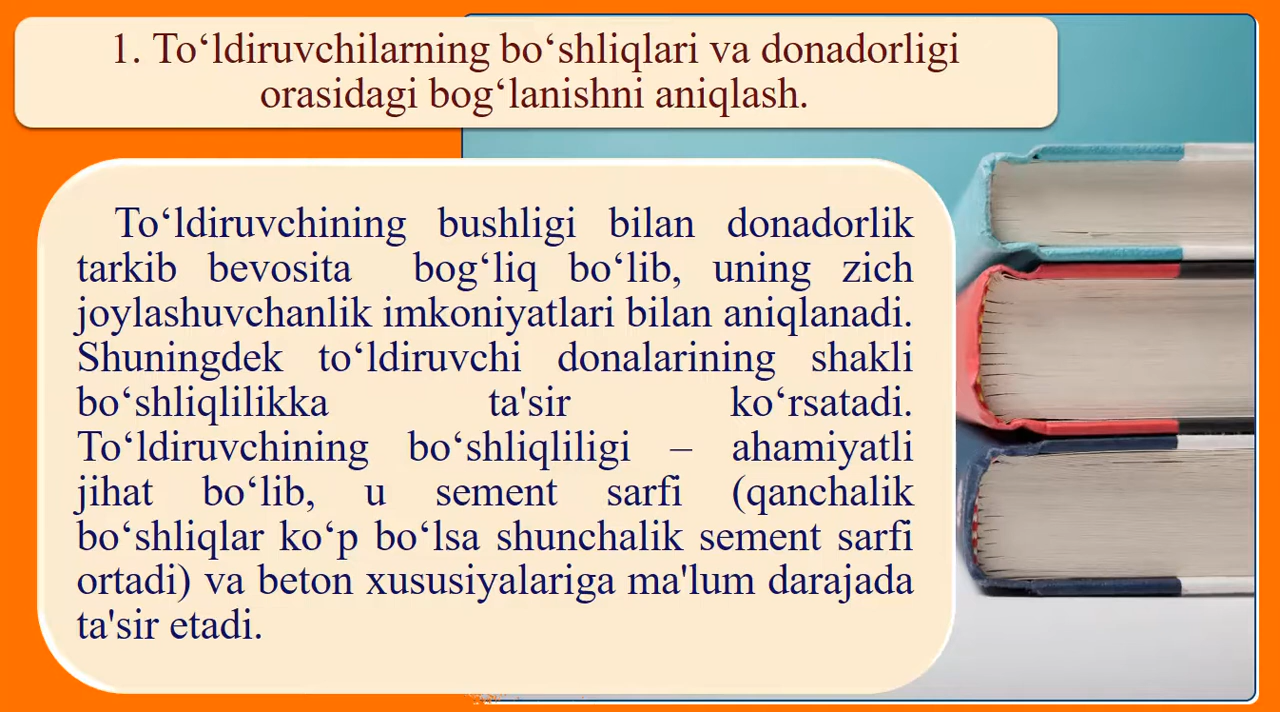 1. To‘ldiruvchilarning bo‘shliqlari va donadorligi
orasidagi bog‘lanishni aniqlash.
To‘ldiruvchining bushligi bilan donadorlik
tarkib bevosita bog‘liq bo‘lib, uning zich
joylashuvchanlik imkoniyatlari bilan aniqlanadi.
Shuningdek to‘ldiruvchi donalarining shakli
bo‘shliqlilikka ta'sir ko‘rsatadi.
To‘ldiruvchining bo‘shliqliligi – ahamiyatli
jihat bo‘lib, u sement sarfi (qanchalik
bo‘shliqlar ko‘p bo‘lsa shunchalik sement sarfi
ortadi) va beton xususiyalariga ma'lum darajada
ta'sir etadi.